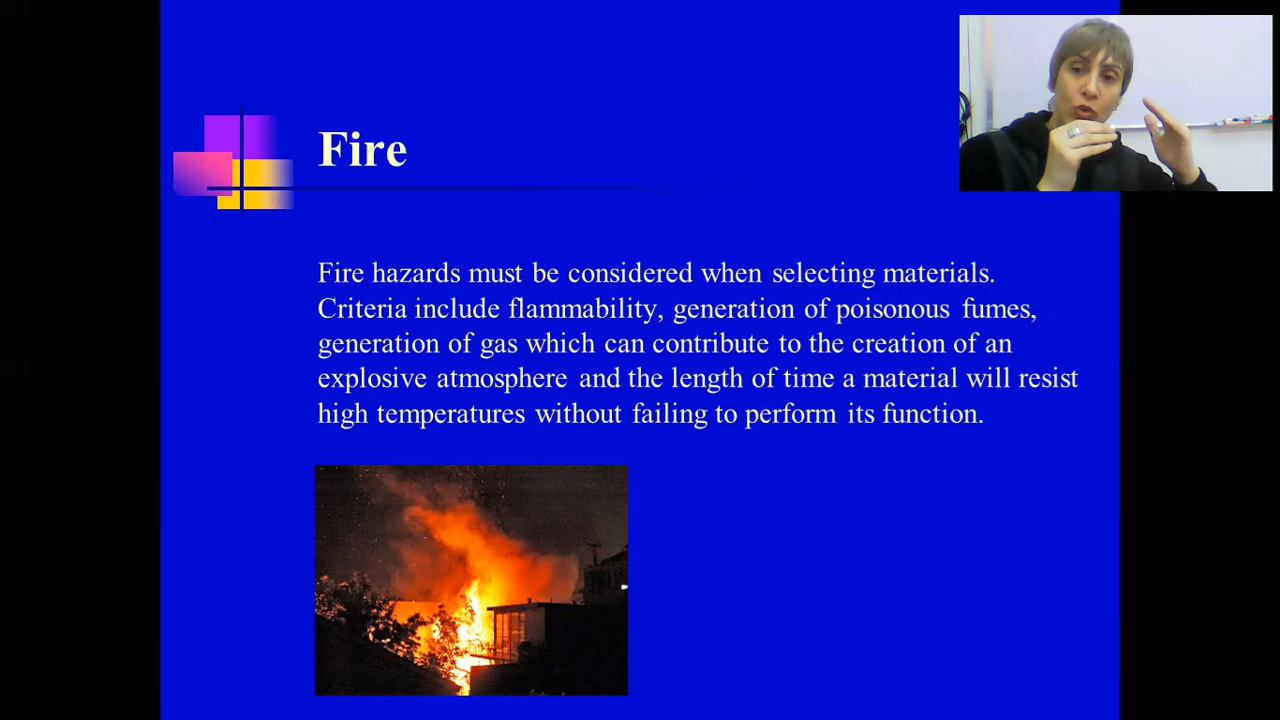 Fire
Fire hazards must be considered when selecting materials.
Criteria include flammability, generation of poisonous fumes,
generation of gas which can contribute to the creation of an
explosive atmosphere and the length of time a material will resist
high temperatures without failing to perform its function.